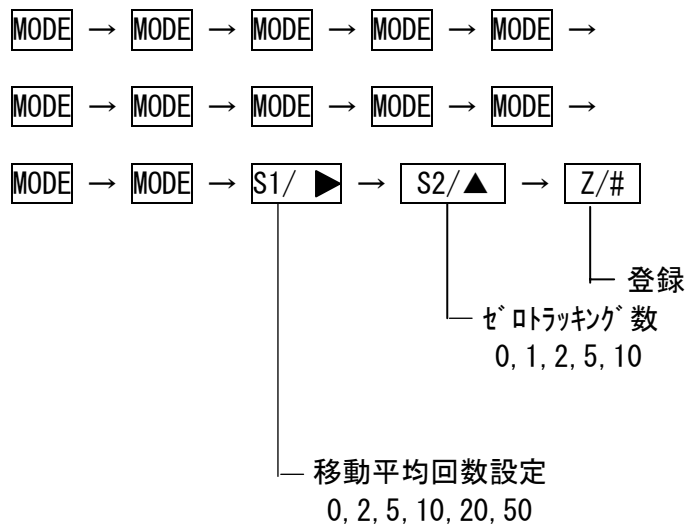 MODE → MODE → MODE → MODE → MODE →
MODE → MODE → MODE → MODE → MODE →
MODE → MODE → S1/ ▶ → S2/▲ → Z/#
登録
ｾﾞﾛﾄﾗｯｷﾝｸﾞ数
0, 1, 2, 5, 10
移動平均回数設定
0, 2, 5, 10, 20, 50